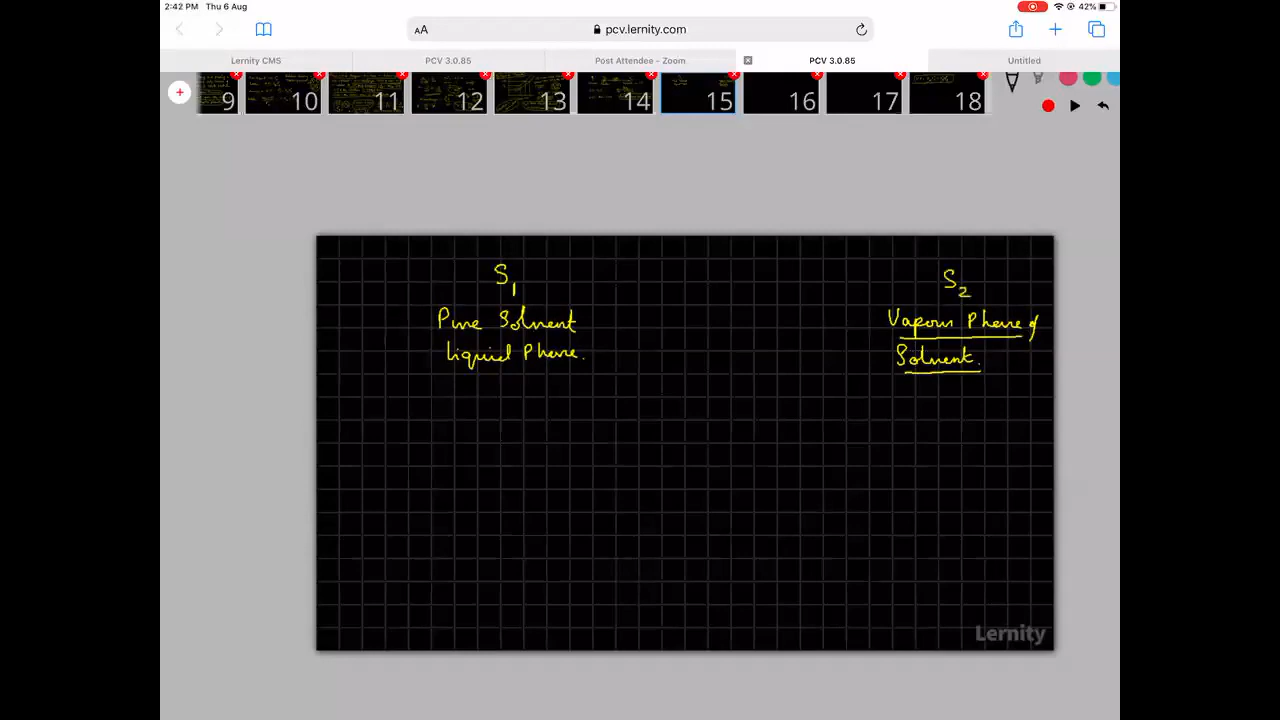 2:42 PM Thu 6 Aug
42%
AA
pcv.lernity.com
Lernity CMS
PCV 3.0.85
Post Attendee - Zoom
PCV 3.0.85
Untitled
9 10 11 12 13 14 15 16 17 18
S1
Pure Solvent
liquid Phase.
S2
Vapour Phase of
Solvent.
Lernity